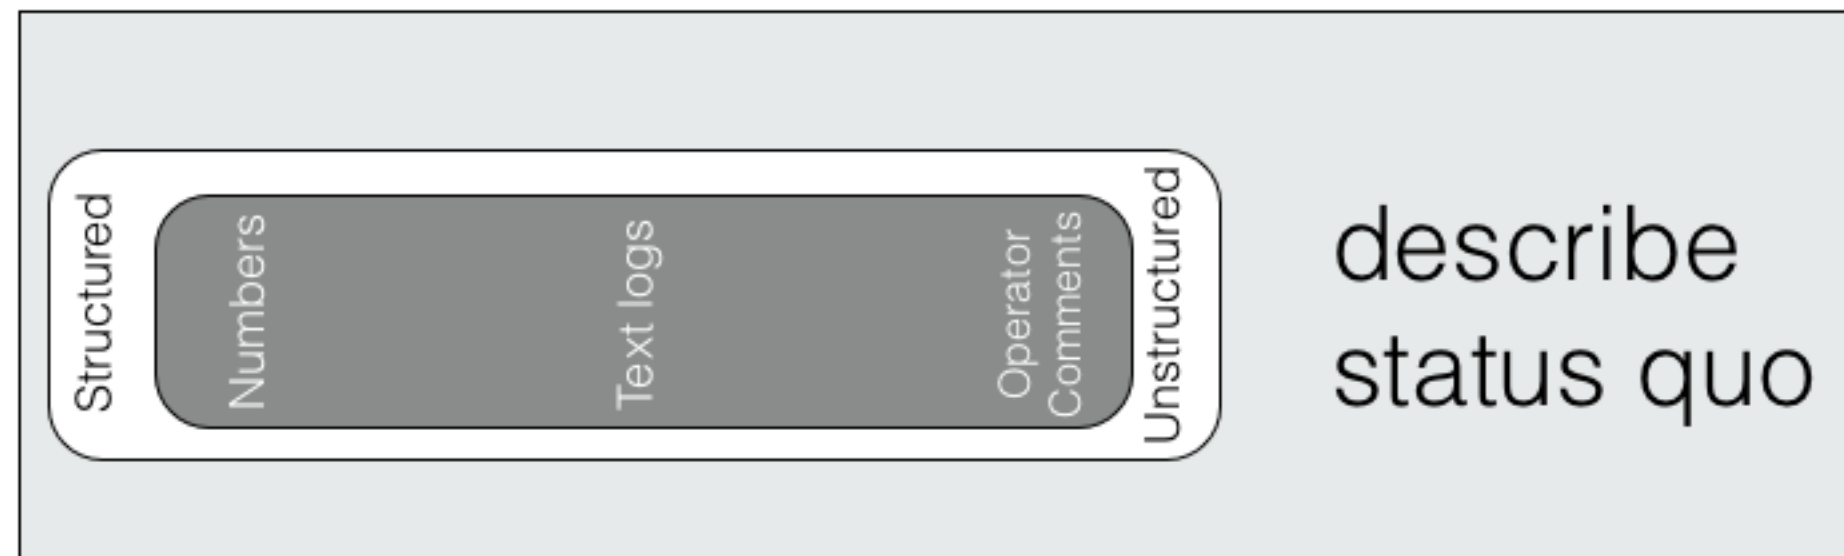 Structured
Numbers
Text logs
Operator
Comments
Unstructured
describe
status quo